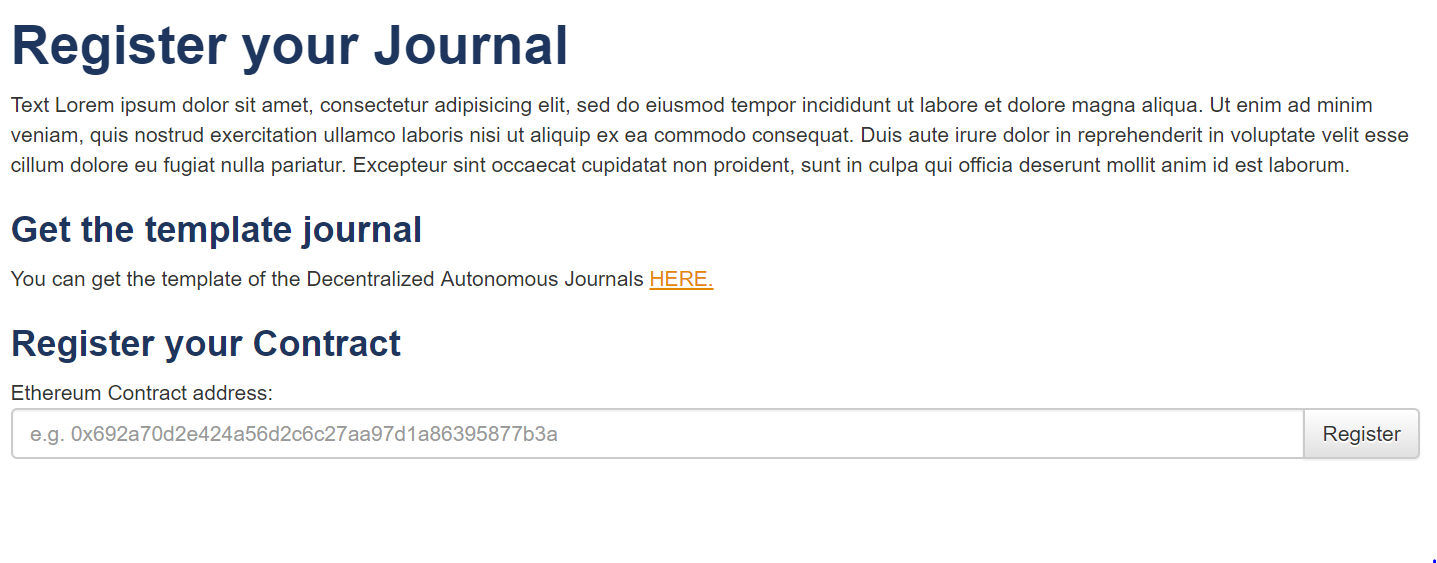 Register your Journal
Text Lorem ipsum dolor sit amet, consectetur adipisicing elit, sed do eiusmod tempor incididunt ut labore et dolore magna aliqua. Ut enim ad minim
veniam, quis nostrud exercitation ullamco laboris nisi ut aliquip ex ea commodo consequat. Duis aute irure dolor in reprehenderit in voluptate velit esse
cillum dolore eu fugiat nulla pariatur. Excepteur sint occaecat cupidatat non proident, sunt in culpa qui officia deserunt mollit anim id est laborum.
Get the template journal
You can get the template of the Decentralized Autonomous Journals HERE.
Register your Contract
Ethereum Contract address:
e.g. 0x692a70d2e424a56d2c6c27aa97d1a86395877b3a Register